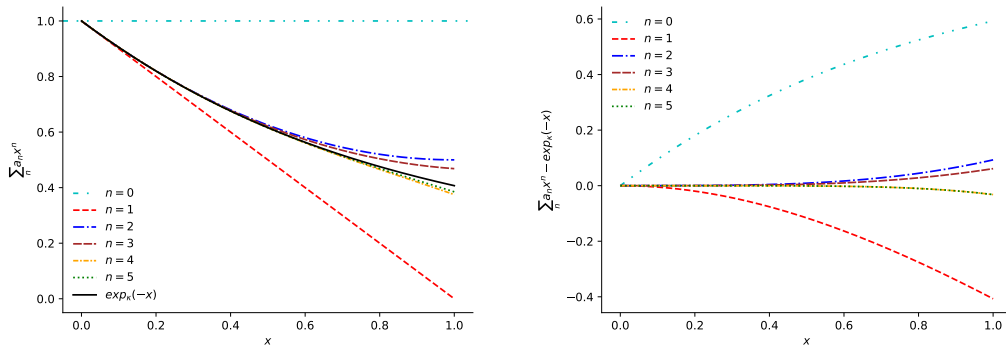 1.0
0.8
0.6
0.4
0.2
0.0
∑ₙ aₙxⁿ
n = 0
n = 1
n = 2
n = 3
n = 4
n = 5
expκ(−x)
0.0 0.2 0.4 0.6 0.8 1.0
x
0.6
0.4
0.2
0.0
−0.2
−0.4
∑ₙ aₙxⁿ − expκ(−x)
n = 0
n = 1
n = 2
n = 3
n = 4
n = 5
0.0 0.2 0.4 0.6 0.8 1.0
x